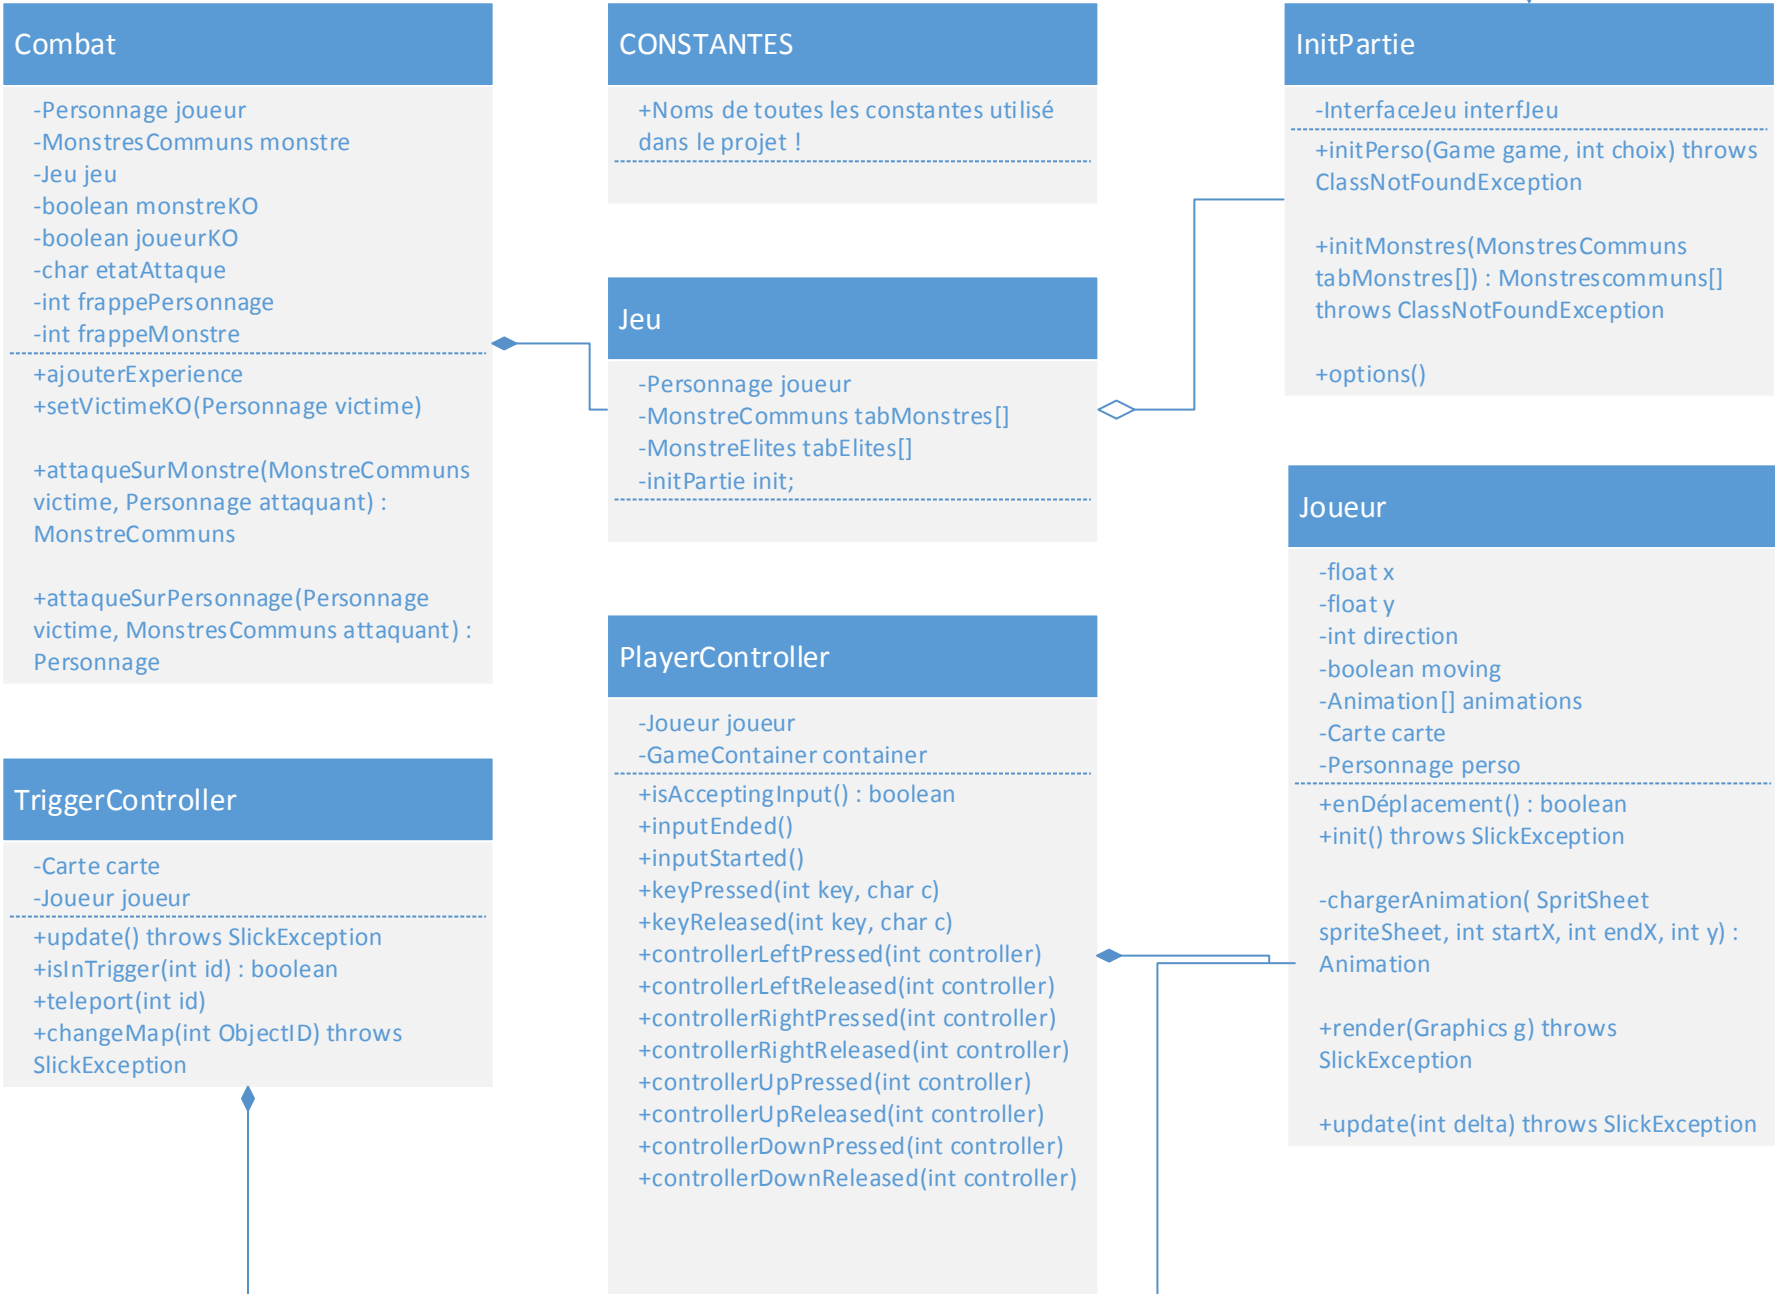 Combat
-Personnage joueur
-MonstresCommuns monstre
-Jeu jeu
-boolean monstreKO
-boolean joueurKO
-char etatAttaque
-int frappePersonnage
-int frappeMonstre
+ajouterExperience
+setVictimeKO(Personnage victime)
+attaqueSurMonstre(MonstreCommuns
victime, Personnage attaquant) :
MonstreCommuns
+attaqueSurPersonnage(Personnage
victime, MonstresCommuns attaquant) :
Personnage
TriggerController
-Carte carte
-Joueur joueur
+update() throws SlickException
+isInTrigger(int id) : boolean
+teleport(int id)
+changeMap(int ObjectID) throws
SlickException
CONSTANTES
+Noms de toutes les constantes utilisé
dans le projet !
Jeu
-Personnage joueur
-MonstreCommuns tabMonstres[]
-MonstreElites tabElites[]
-initPartie init;
PlayerController
-Joueur joueur
-GameContainer container
+isAcceptingInput() : boolean
+inputEnded()
+inputStarted()
+keyPressed(int key, char c)
+keyReleased(int key, char c)
+controllerLeftPressed(int controller)
+controllerLeftReleased(int controller)
+controllerRightPressed(int controller)
+controllerRightReleased(int controller)
+controllerUpPressed(int controller)
+controllerUpReleased(int controller)
+controllerDownPressed(int controller)
+controllerDownReleased(int controller)
InitPartie
-InterfaceJeu interfJeu
+initPerso(Game game, int choix) throws
ClassNotFoundException
+initMonstres(MonstresCommuns
tabMonstres[]) : Monstrescommuns[]
throws ClassNotFoundException
+options()
Joueur
-float x
-float y
-int direction
-boolean moving
-Animation[] animations
-Carte carte
-Personnage perso
+enDéplacement() : boolean
+init() throws SlickException
-chargerAnimation( SpritSheet
spriteSheet, int startX, int endX, int y) :
Animation
+render(Graphics g) throws
SlickException
+update(int delta) throws SlickException